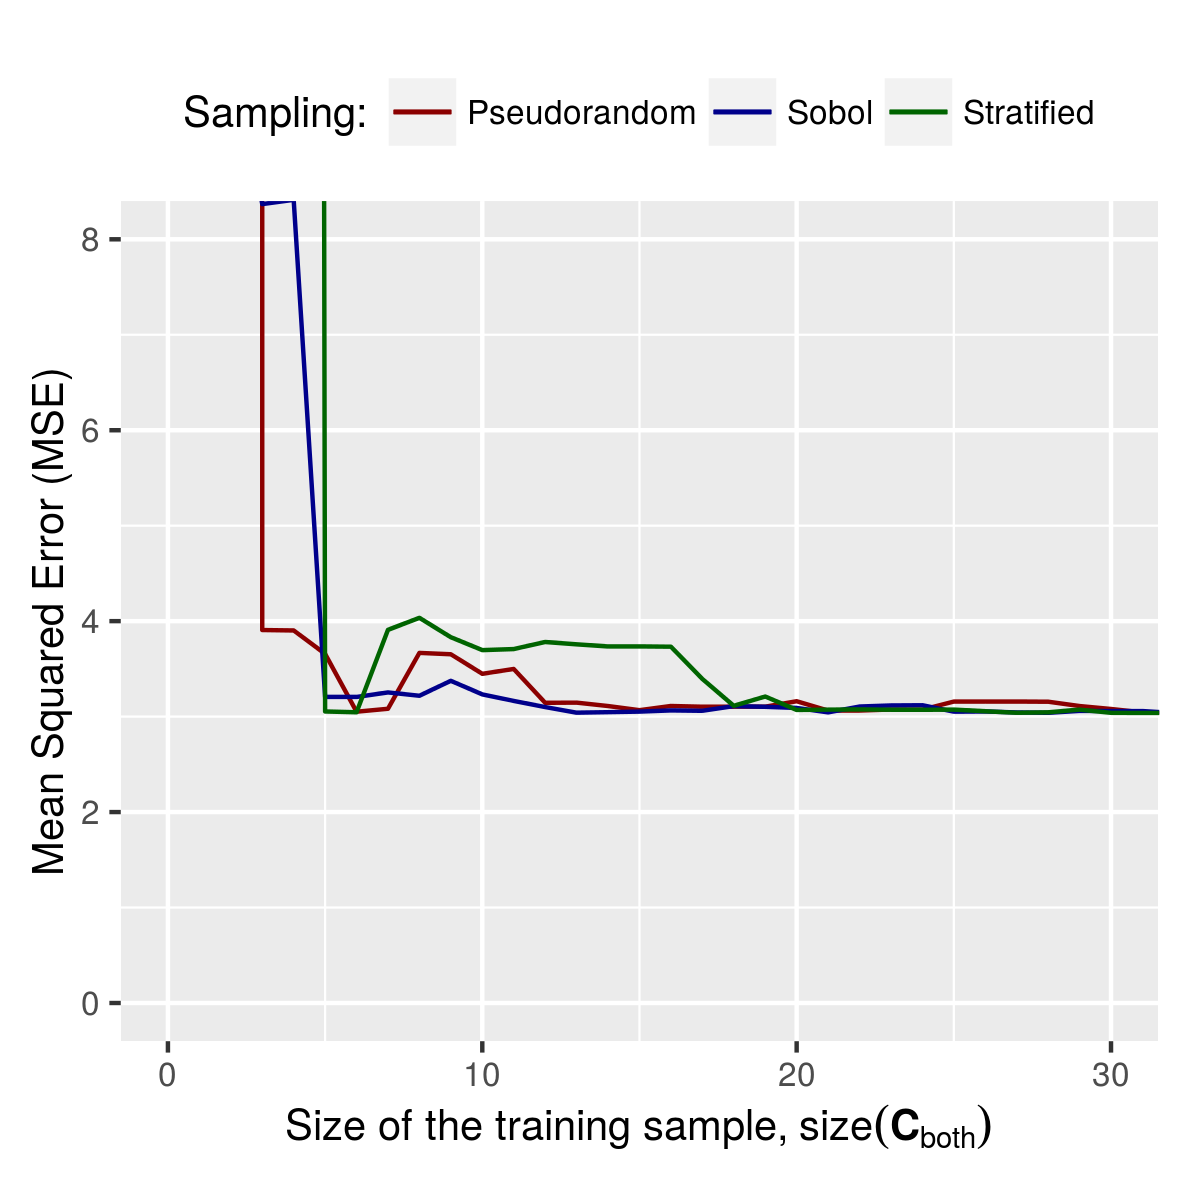 Sampling: Pseudorandom Sobol Stratified
8
6
4
2
0
Mean Squared Error (MSE)
0 10 20 30
Size of the training sample, size(C_both)